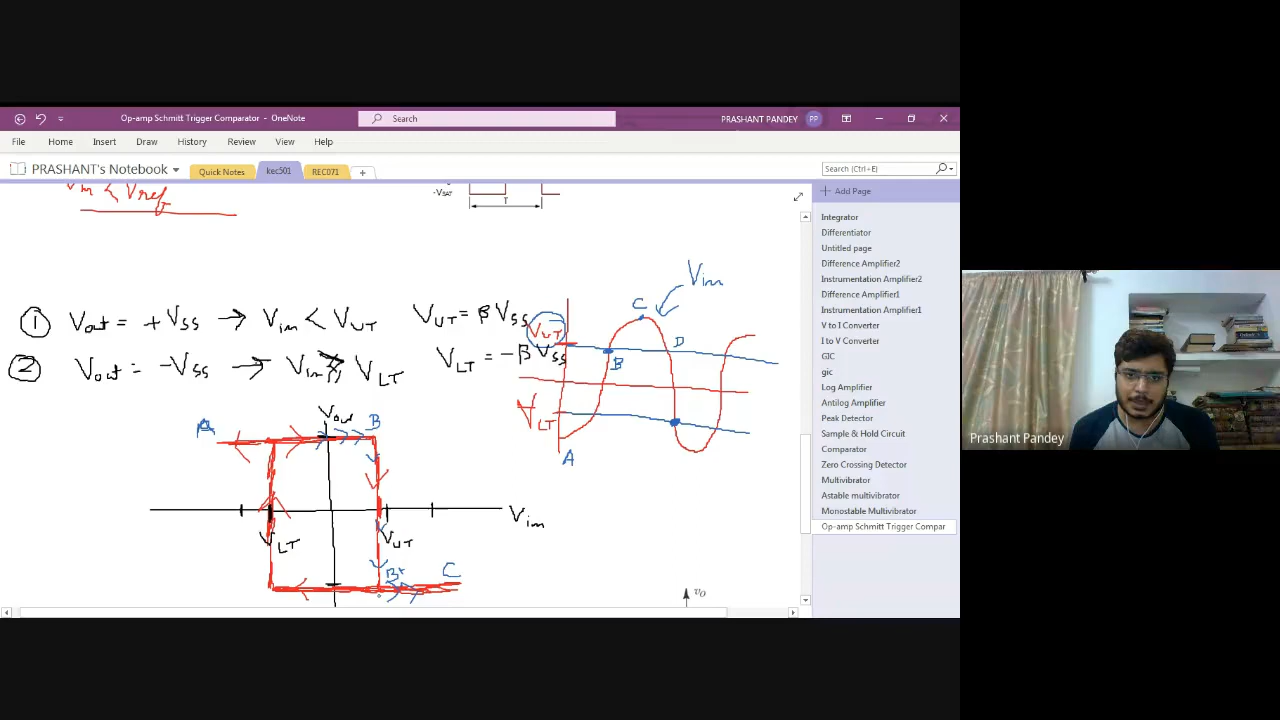 Op-amp Schmitt Trigger Comparator - OneNote
Search
PRASHANT PANDEY
PP
File Home Insert Draw History Review View Help
PRASHANT's Notebook
Quick Notes
kec501
REC071
Search (Ctrl+E)
Add Page
Integrator
Differentiator
Untitled page
Difference Amplifier2
Instrumentation Amplifier2
Difference Amplifier1
Instrumentation Amplifier1
V to I Converter
I to V Converter
GIC
gic
Log Amplifier
Antilog Amplifier
Peak Detector
Sample & Hold Circuit
Comparator
Zero Crossing Detector
Multivibrator
Astable multivibrator
Monostable Multivibrator
Op-amp Schmitt Trigger Compar
Vin < Vref
-VSAT
T
1 Vout = +Vss → Vin < VUT VUT = βVss
2 Vout = -Vss → Vin > VLT VLT = -βVss
VUT
VLT
A
B
C
D
Vin
Vout
A
B
VLT
VUT
Vin
B*
C
vO
Prashant Pandey